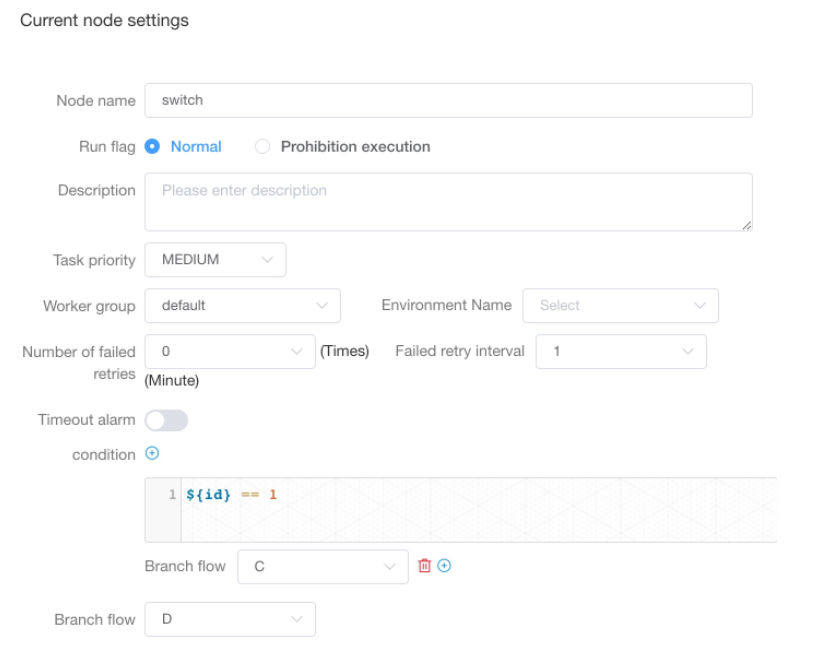 Current node settings
Node name switch
Run flag Normal Prohibition execution
Description Please enter description
Task priority MEDIUM
Worker group default Environment Name Select
Number of failed retries 0 (Times) Failed retry interval 1
(Minute)
Timeout alarm
condition
1 ${id} == 1
Branch flow C
Branch flow D